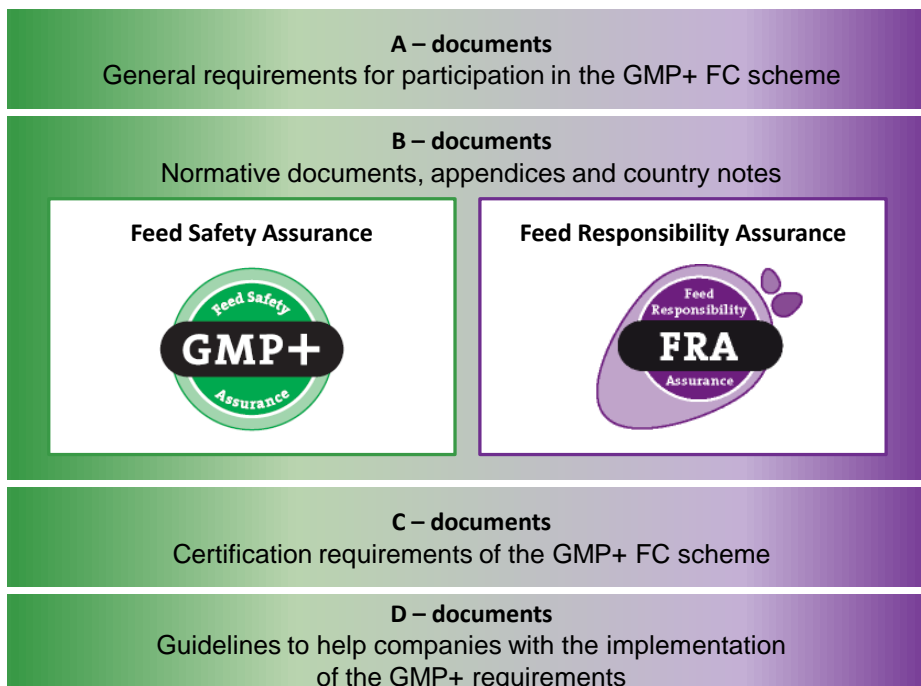 A – documents
General requirements for participation in the GMP+ FC scheme
B – documents
Normative documents, appendices and country notes
Feed Safety Assurance
Feed Safety
GMP+
Assurance
Feed Responsibility Assurance
Feed
Responsibility
FRA
Assurance
C – documents
Certification requirements of the GMP+ FC scheme
D – documents
Guidelines to help companies with the implementation
of the GMP+ requirements